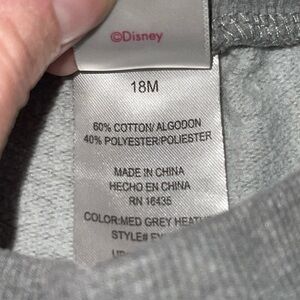 ©Disney
18M
60% COTTON/ ALGODON
40% POLYESTER/POLIESTER
MADE IN CHINA
HECHO EN CHINA
RN 16435
COLOR:MED GREY HEATH
STYLE#